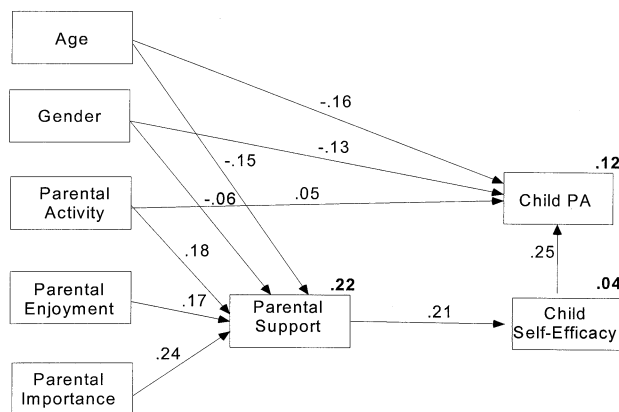 Age
-.16
Gender
-.13
-.15
.12
Parental
Activity
-.06
.05
Child PA
.18
.25
.22
.04
Parental
Enjoyment
.17
Parental
Support
.21
Child
Self-Efficacy
.24
Parental
Importance